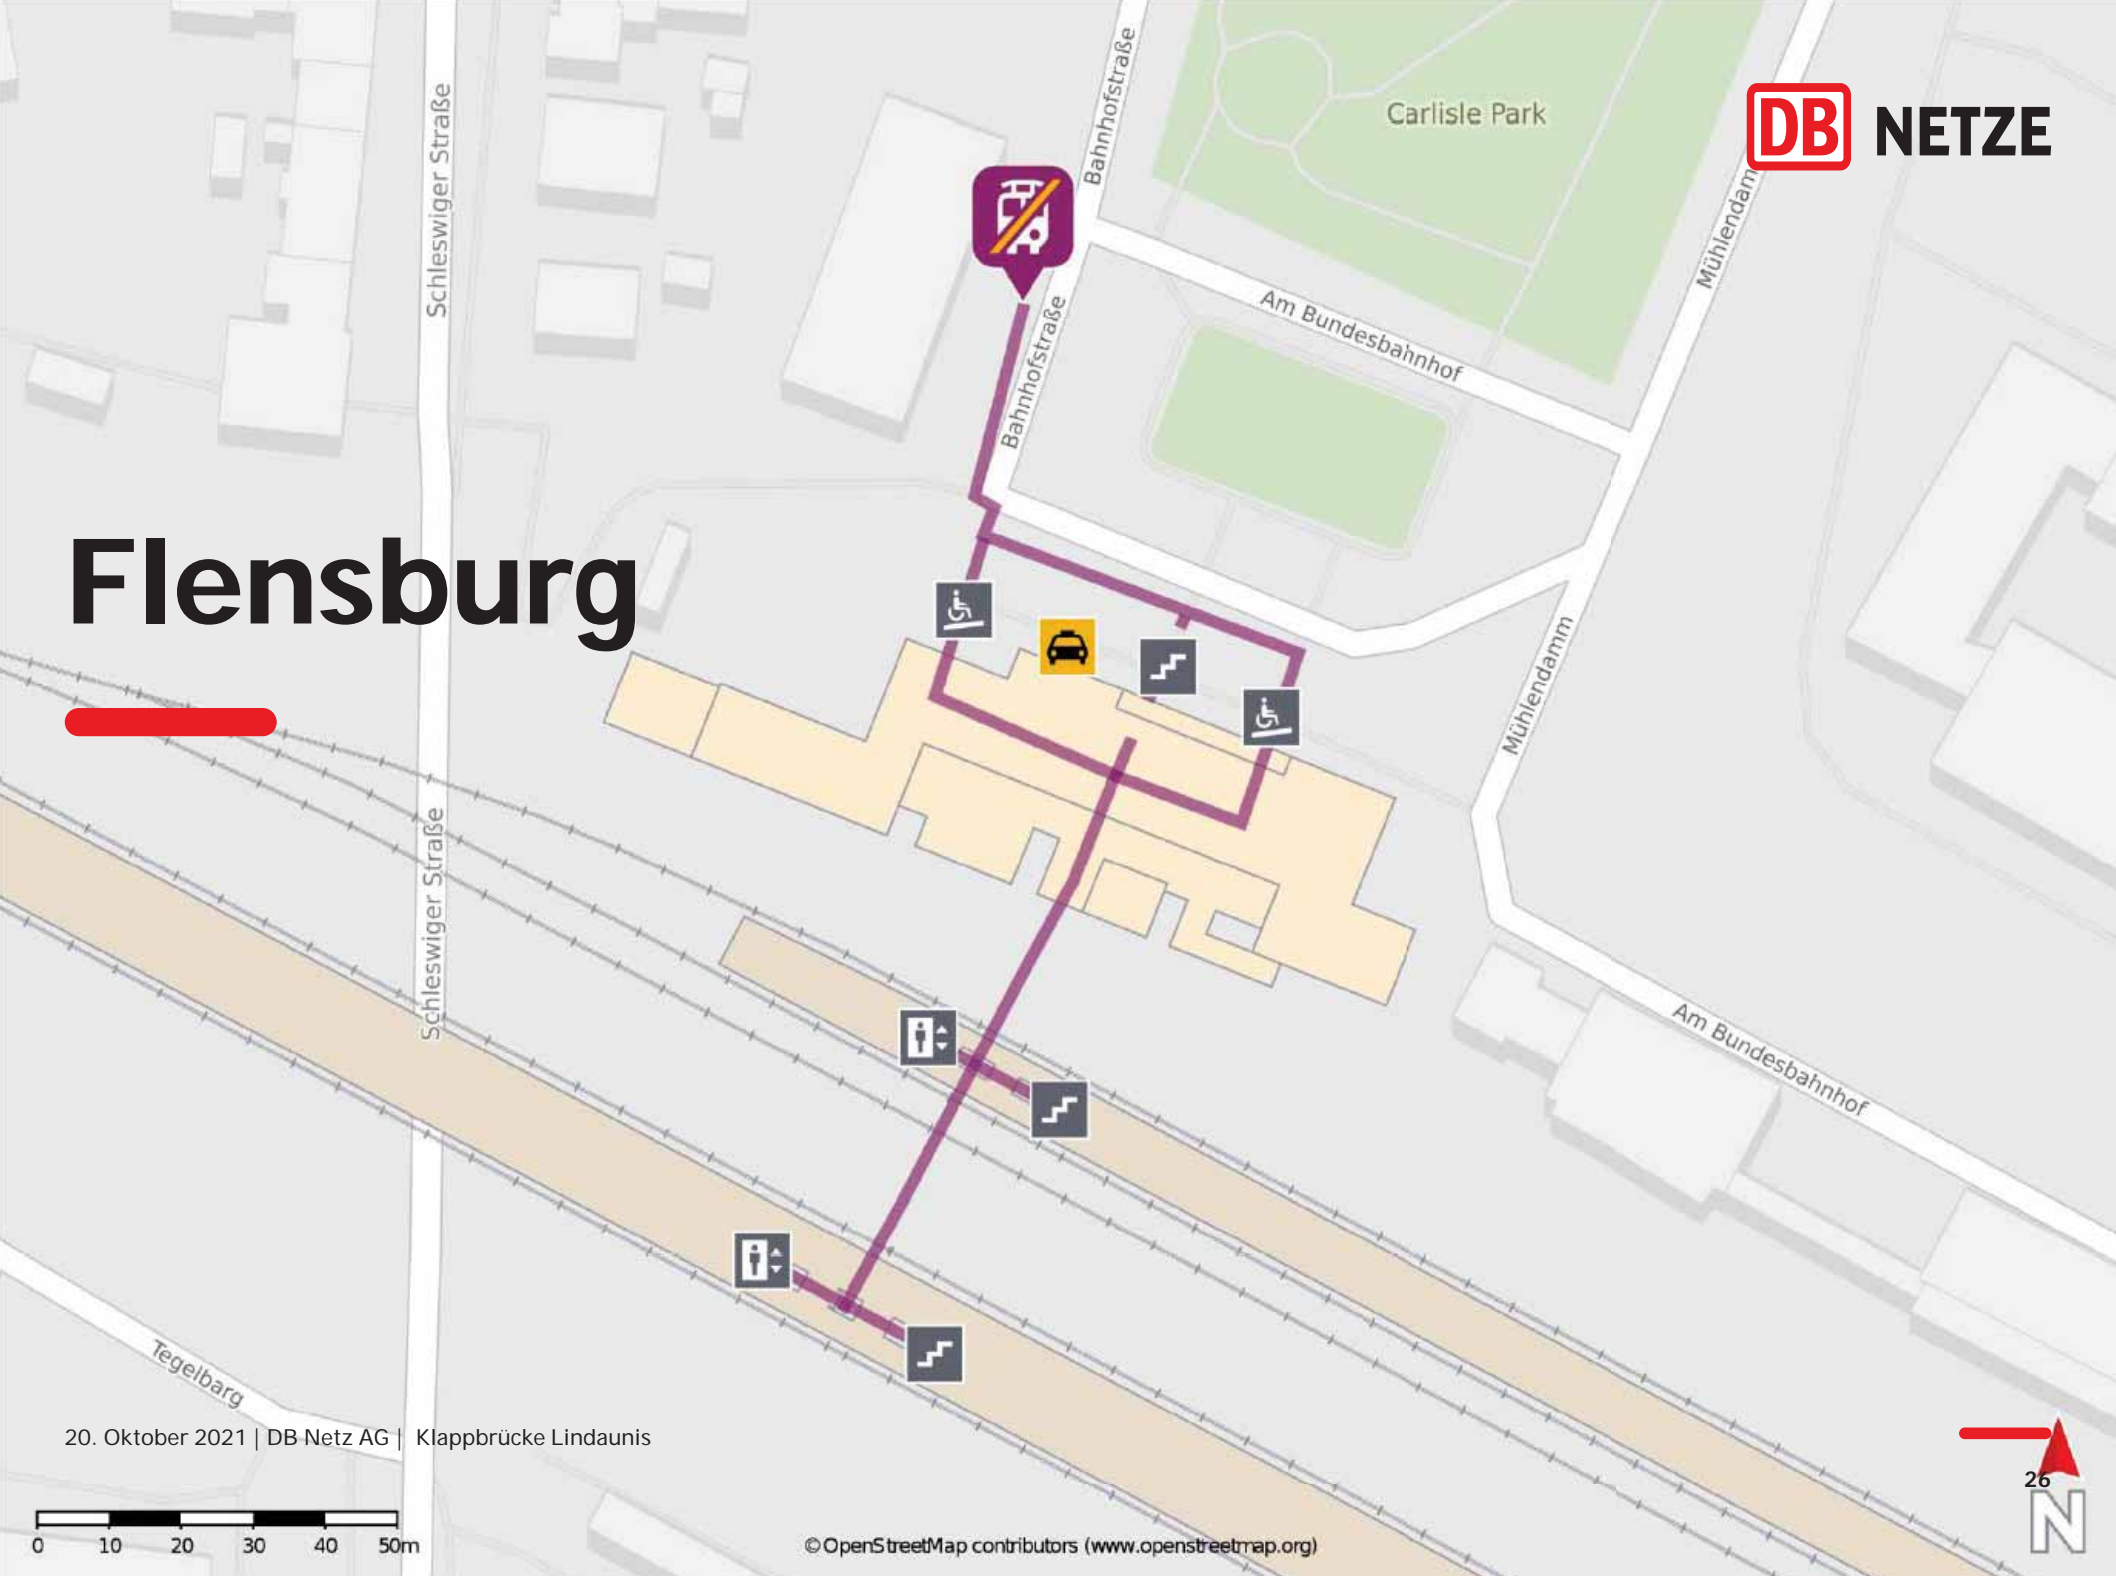 Bahnhofstraße
Carlisle Park
DB NETZE
Schleswiger Straße
Mühlendam
Am Bundesbahnhof
Bahnhofstraße
Flensburg
Mühlendamm
Schleswiger Straße
Am Bundesbahnhof
Tegelbarg
20. Oktober 2021 | DB Netz AG | Klappbrücke Lindaunis
26
N
0 10 20 30 40 50m
©OpenStreetMap contributors (www.openstreetmap.org)